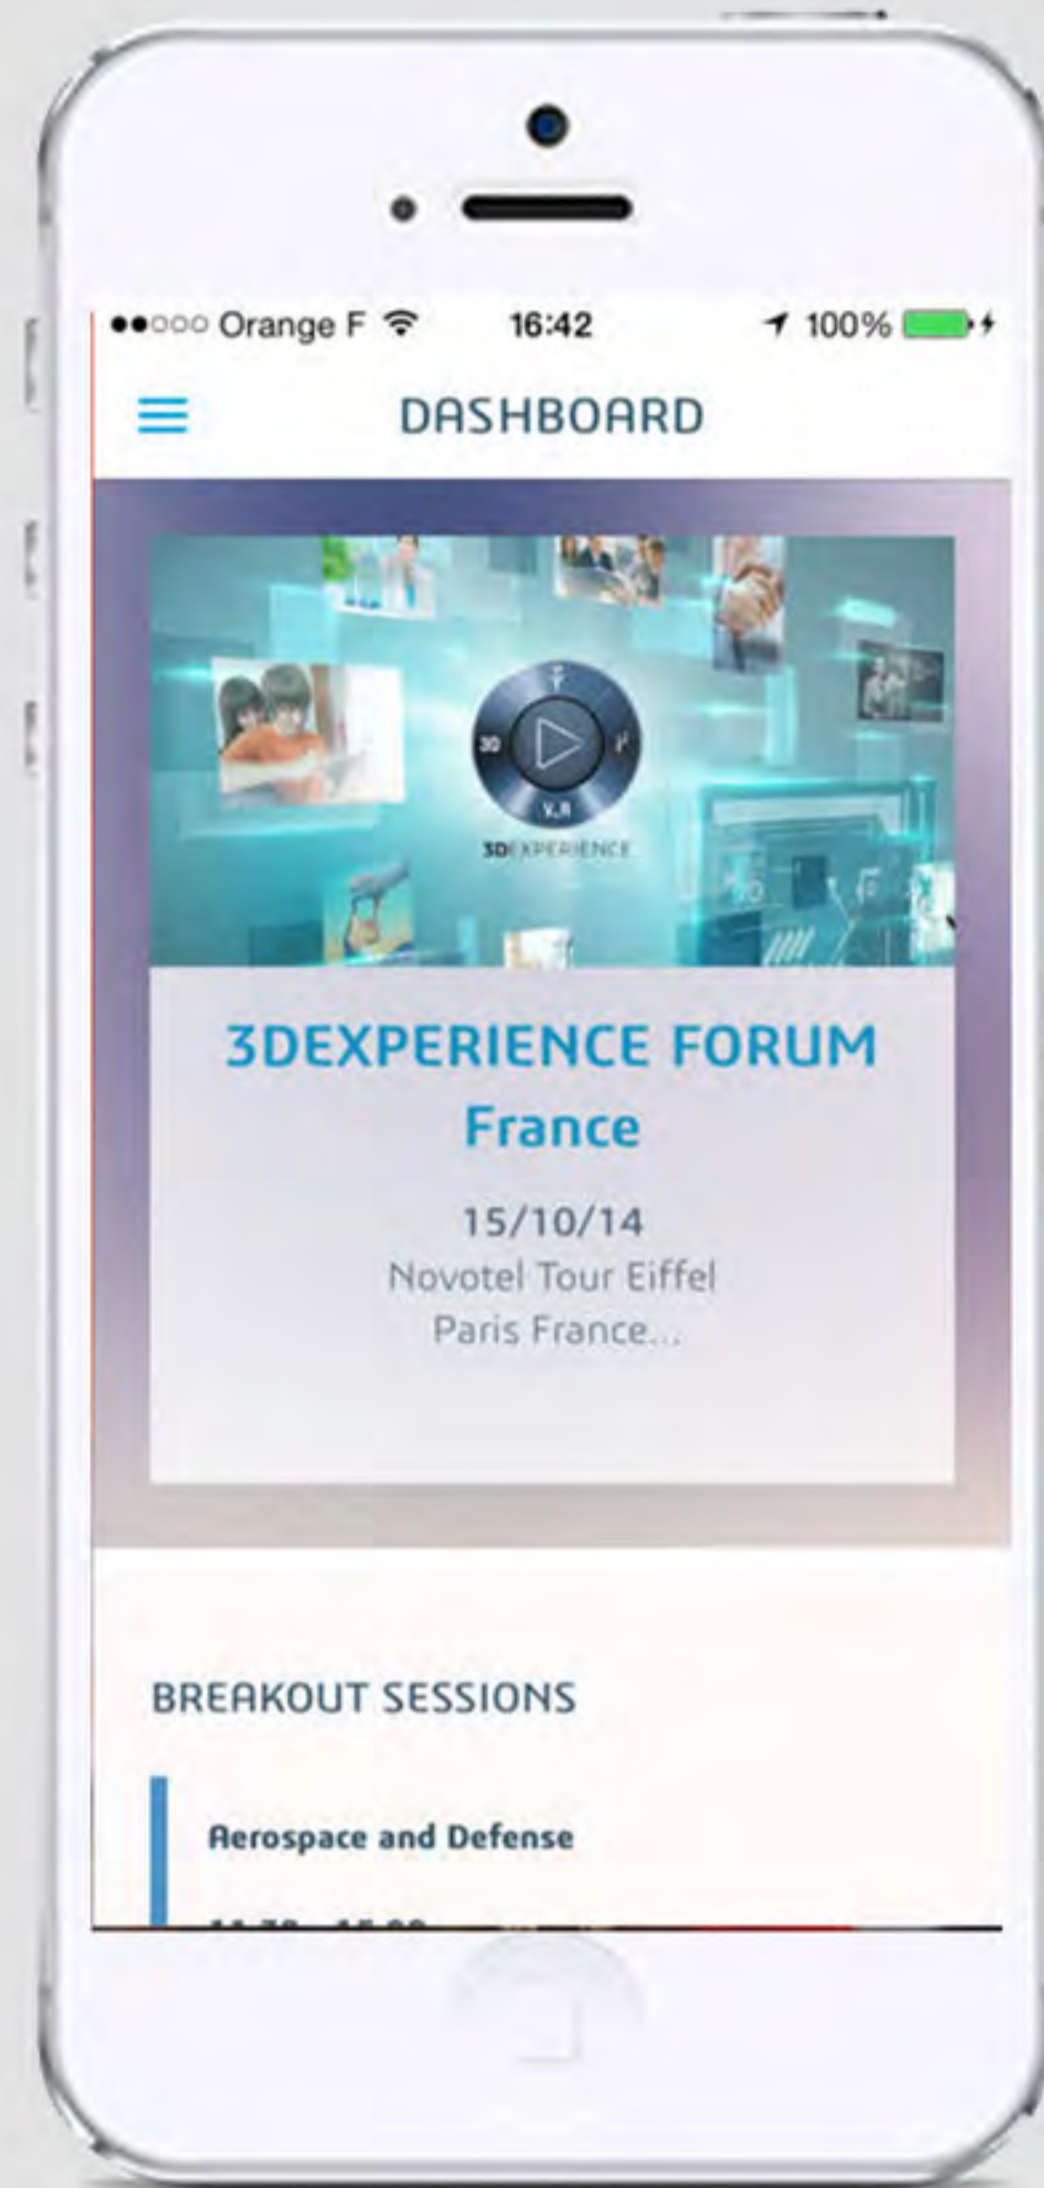 Orange F 16:42 100%
DASHBOARD
3D
V.R
3DEXPERIENCE
3DEXPERIENCE FORUM
France
15/10/14
Novotel Tour Eiffel
Paris France...
BREAKOUT SESSIONS
Aerospace and Defense